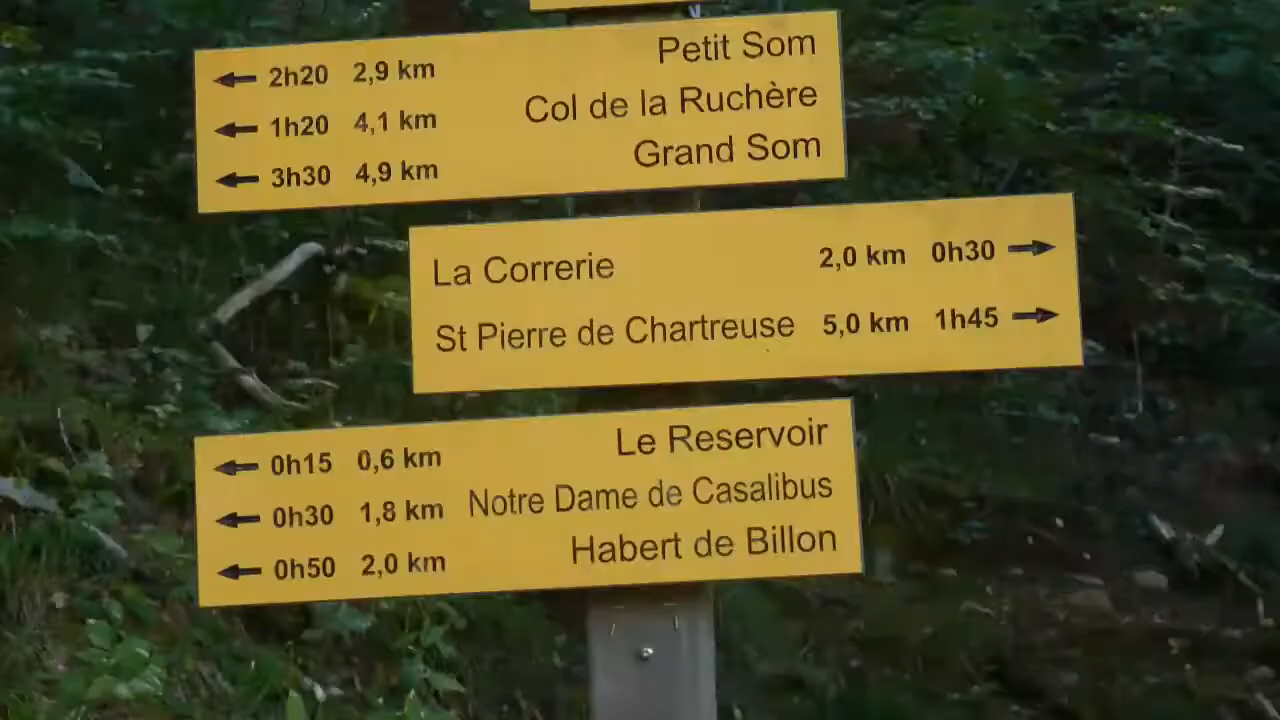 2h20 2,9 km Petit Som
1h20 4,1 km Col de la Ruchère
3h30 4,9 km Grand Som
La Correrie 2,0 km 0h30
St Pierre de Chartreuse 5,0 km 1h45
0h15 0,6 km Le Reservoir
0h30 1,8 km Notre Dame de Casalibus
0h50 2,0 km Habert de Billon